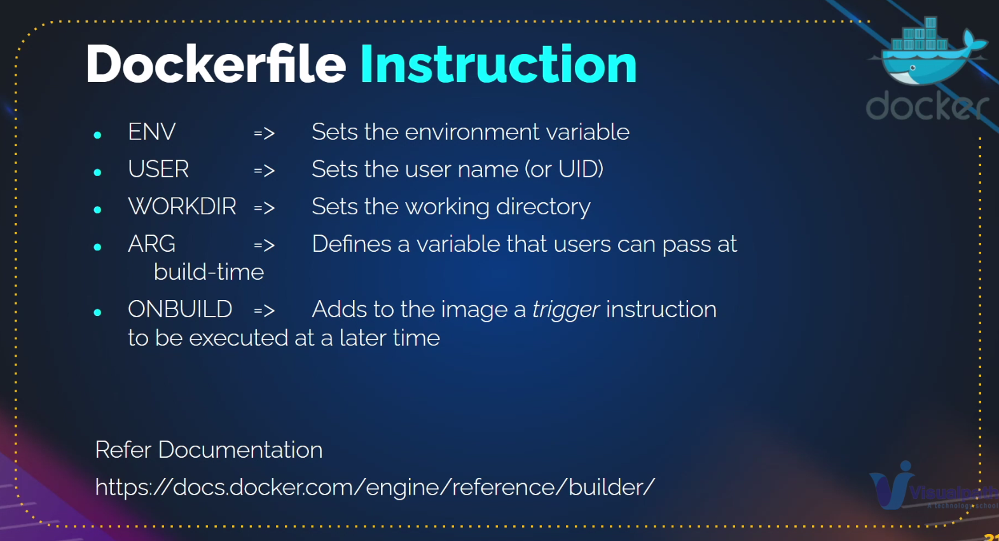 Dockerfile Instruction
docker
ENV => Sets the environment variable
USER => Sets the user name (or UID)
WORKDIR => Sets the working directory
ARG => Defines a variable that users can pass at
build-time
ONBUILD => Adds to the image a trigger instruction
to be executed at a later time
Refer Documentation
https://docs.docker.com/engine/reference/builder/
Visualpath
A technology school